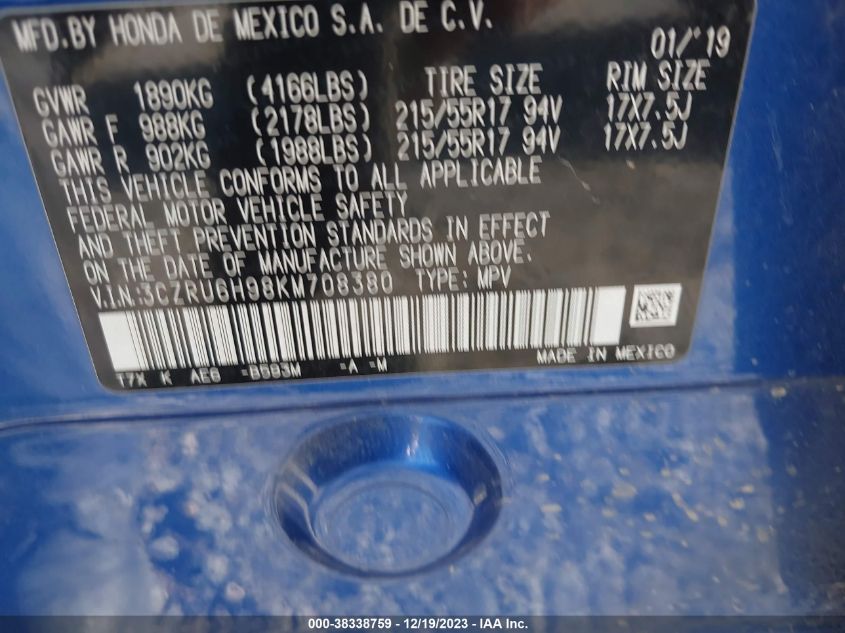 MFD.BY HONDA DE MEXICO S.A. DE C.V.
01/'19
GVWR 1890KG (4166LBS) TIRE SIZE RIM SIZE
GAWR F 988KG (2178LBS) 215/55R17 94V 17X7.5J
GAWR R 902KG (1988LBS) 215/55R17 94V 17X7.5J
THIS VEHICLE CONFORMS TO ALL APPLICABLE
FEDERAL MOTOR VEHICLE SAFETY
AND THEFT PREVENTION STANDARDS IN EFFECT
ON THE DATE OF MANUFACTURE SHOWN ABOVE.
V.I.N:3CZRU6H98KM708380 TYPE: MPV
T7X K AE6 =B593M =A =M MADE IN MEXICO
000-38338759 - 12/19/2023 - IAA Inc.